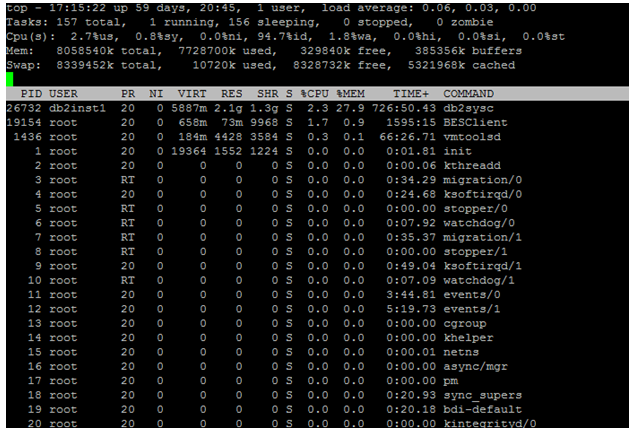 top - 17:15:22 up 59 days, 20:45,  1 user,  load average: 0.06, 0.03, 0.00
Tasks: 157 total,   1 running, 156 sleeping,   0 stopped,   0 zombie
Cpu(s):  2.7%us,  0.8%sy,  0.0%ni, 94.7%id,  1.8%wa,  0.0%hi,  0.0%si,  0.0%st
Mem:   8058540k total,  7728700k used,   329840k free,   385356k buffers
Swap:  8339452k total,    10720k used,  8328732k free,  5321968k cached
PID USER      PR  NI  VIRT  RES  SHR S %CPU %MEM    TIME+  COMMAND
26732 db2inst1  20   0 5887m 2.1g 1.3g S  2.3 27.9 726:50.43 db2sysc
19154 root      20   0  658m  73m 9968 S  1.7  0.9   1595:15 BESClient
1436 root      20   0  184m 4428 3584 S  0.3  0.1  66:26.71 vmtoolsd
1 root      20   0 19364 1552 1224 S  0.0  0.0   0:01.81 init
2 root      20   0     0    0    0 S  0.0  0.0   0:00.06 kthreadd
3 root      RT   0     0    0    0 S  0.0  0.0   0:34.29 migration/0
4 root      20   0     0    0    0 S  0.0  0.0   0:24.68 ksoftirqd/0
5 root      RT   0     0    0    0 S  0.0  0.0   0:00.00 stopper/0
6 root      RT   0     0    0    0 S  0.0  0.0   0:07.92 watchdog/0
7 root      RT   0     0    0    0 S  0.0  0.0   0:35.37 migration/1
8 root      RT   0     0    0    0 S  0.0  0.0   0:00.00 stopper/1
9 root      20   0     0    0    0 S  0.0  0.0   0:49.04 ksoftirqd/1
10 root      RT   0     0    0    0 S  0.0  0.0   0:07.09 watchdog/1
11 root      20   0     0    0    0 S  0.0  0.0   3:44.81 events/0
12 root      20   0     0    0    0 S  0.0  0.0   5:19.73 events/1
13 root      20   0     0    0    0 S  0.0  0.0   0:00.00 cgroup
14 root      20   0     0    0    0 S  0.0  0.0   0:00.00 khelper
15 root      20   0     0    0    0 S  0.0  0.0   0:00.01 netns
16 root      20   0     0    0    0 S  0.0  0.0   0:00.00 async/mgr
17 root      20   0     0    0    0 S  0.0  0.0   0:00.00 pm
18 root      20   0     0    0    0 S  0.0  0.0   0:20.93 sync_supers
19 root      20   0     0    0    0 S  0.0  0.0   0:20.18 bdi-default
20 root      20   0     0    0    0 S  0.0  0.0   0:00.00 kintegrityd/0